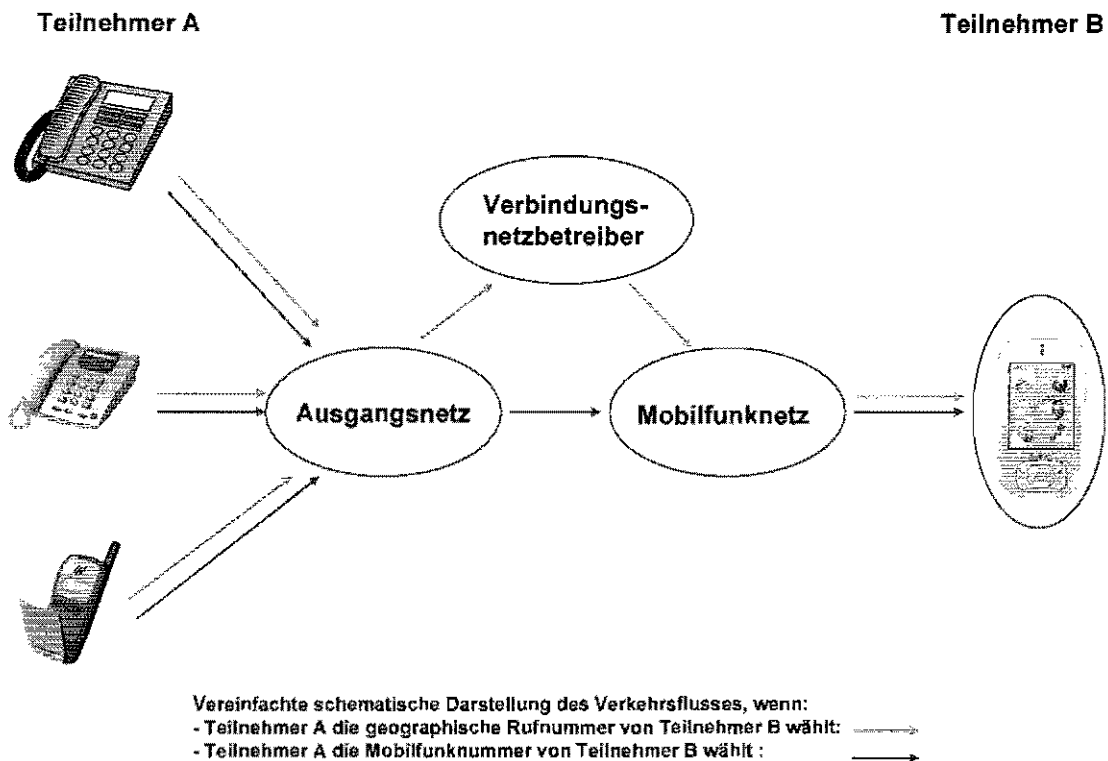 Teilnehmer A
Teilnehmer B
Verbindungs-
netzbetreiber
Ausgangsnetz
Mobilfunknetz
Vereinfachte schematische Darstellung des Verkehrsflusses, wenn:
- Teilnehmer A die geographische Rufnummer von Teilnehmer B wählt:
- Teilnehmer A die Mobilfunknummer von Teilnehmer B wählt :